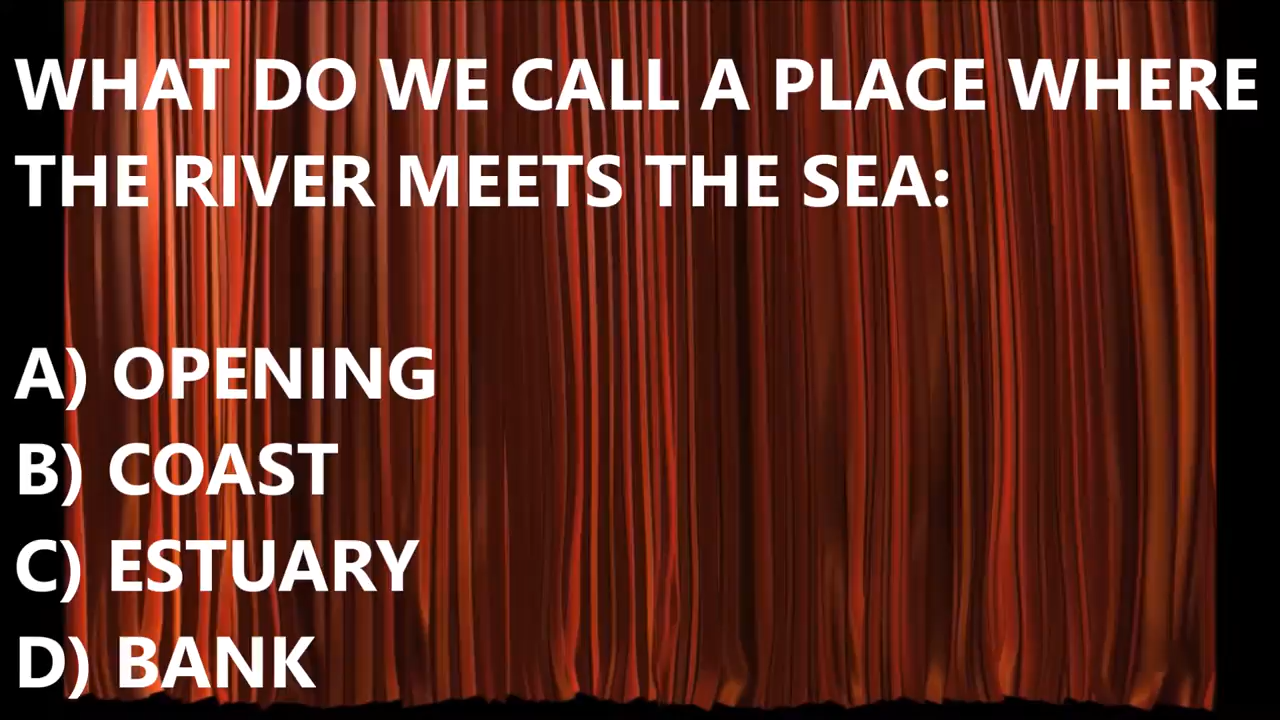 WHAT DO WE CALL A PLACE WHERE
THE RIVER MEETS THE SEA:
A) OPENING
B) COAST
C) ESTUARY
D) BANK